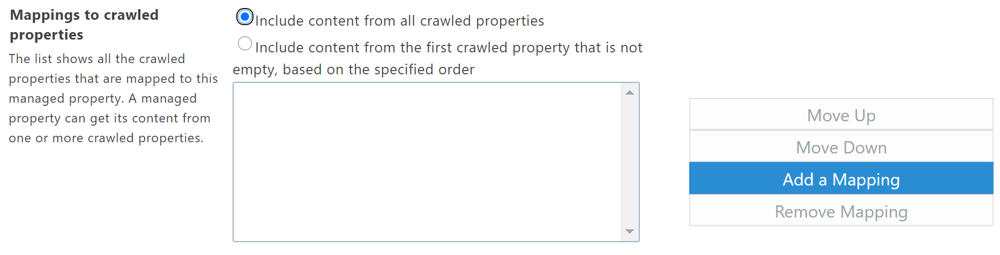 Mappings to crawled
properties
The list shows all the crawled
properties that are mapped to this
managed property. A managed
property can get its content from
one or more crawled properties.
Include content from all crawled properties
Include content from the first crawled property that is not
empty, based on the specified order
Move Up
Move Down
Add a Mapping
Remove Mapping